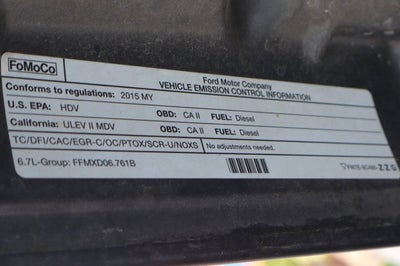 FoMoCo
Ford Motor Company
VEHICLE EMISSION CONTROL INFORMATION
Conforms to regulations: 2015 MY
U.S. EPA: HDV OBD: CA II FUEL: Diesel
California: ULEV II MDV OBD: CA II FUEL: Diesel
TC/DFI/CAC/EGR-C/OC/PTOX/SCR-U/NOXS No adjustments needed.
6.7L-Group: FFMXD06.761B
ZZG